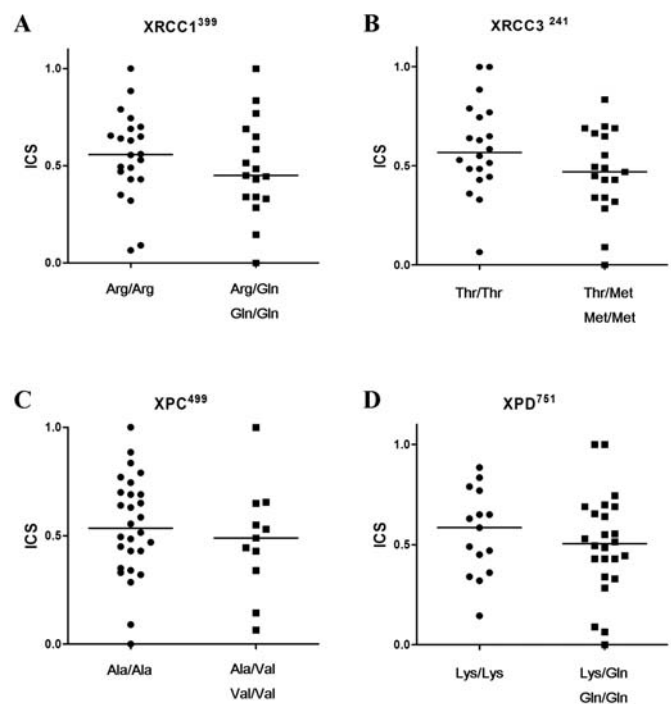 A
XRCC1³⁹⁹
ICS
1.0
0.5
0.0
Arg/Arg
Arg/Gln
Gln/Gln
B
XRCC3 ²⁴¹
ICS
1.0
0.5
0.0
Thr/Thr
Thr/Met
Met/Met
C
XPC⁴⁹⁹
ICS
1.0
0.5
0.0
Ala/Ala
Ala/Val
Val/Val
D
XPD⁷⁵¹
ICS
1.0
0.5
0.0
Lys/Lys
Lys/Gln
Gln/Gln